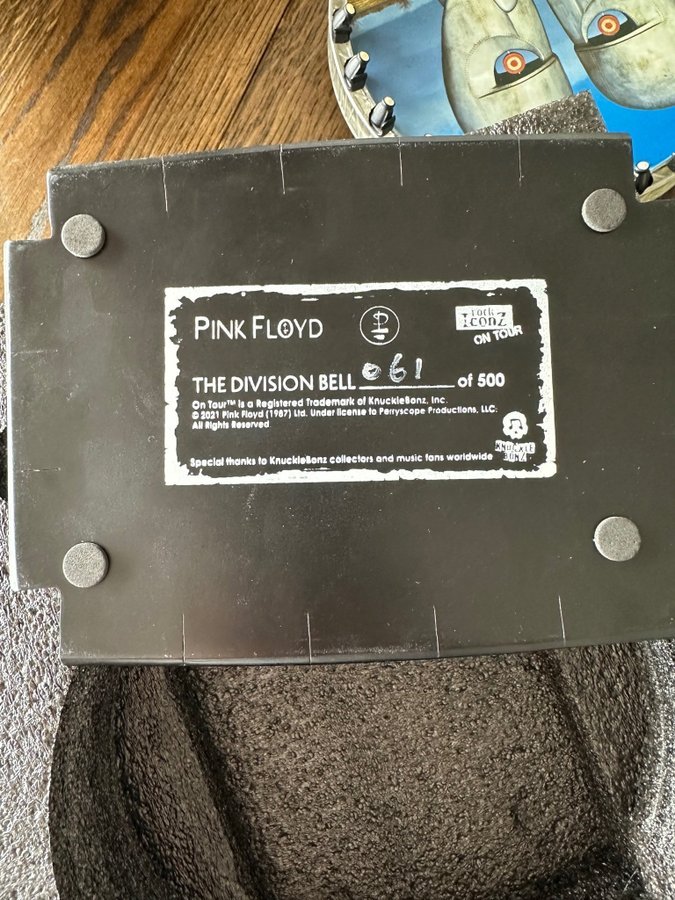 PINK FLOYD
rock
IconZ
ON TOUR
THE DIVISION BELL 061 of 500
On Tour™ is a Registered Trademark of KnuckleBonz, Inc.
© 2021 Pink Floyd (1987) Ltd. Under license to Perryscope Productions, LLC.
All Rights Reserved
KNUCKLE
BONZ
Special thanks to KnuckleBonz collectors and music fans worldwide